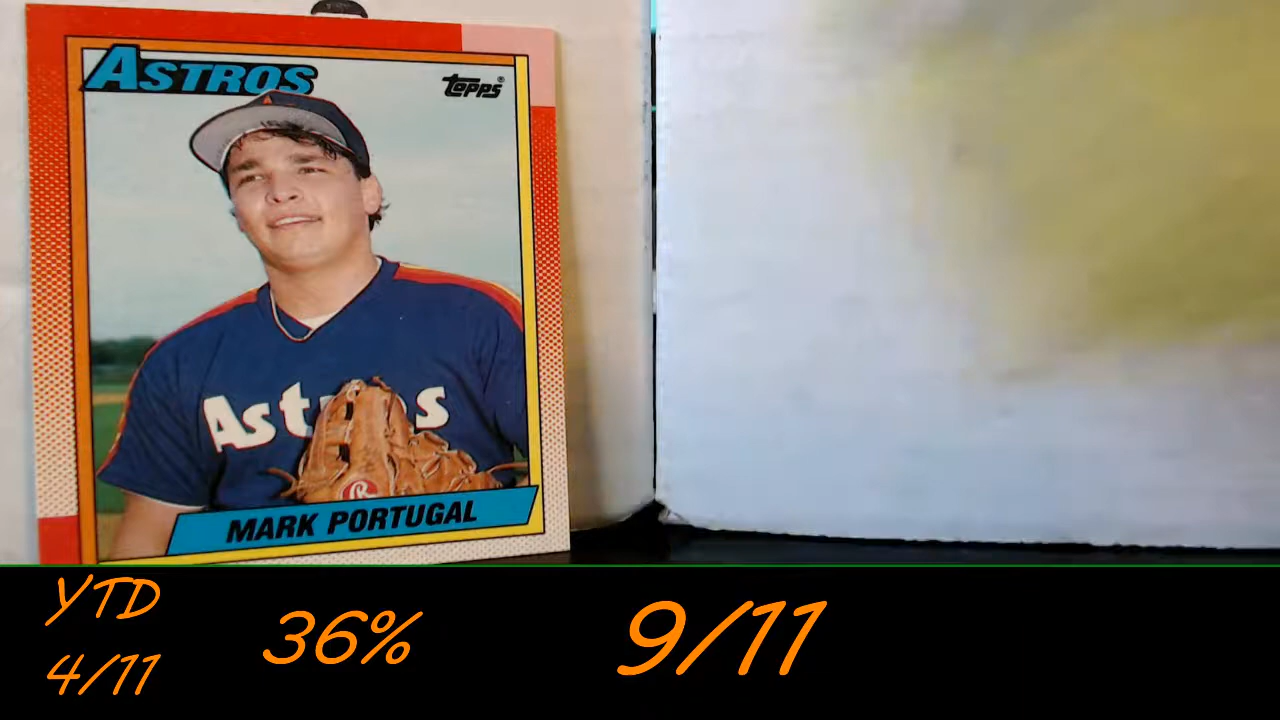 ASTROS
topps®
Astros
R
MARK PORTUGAL
YTD
4/11
36%
9/11